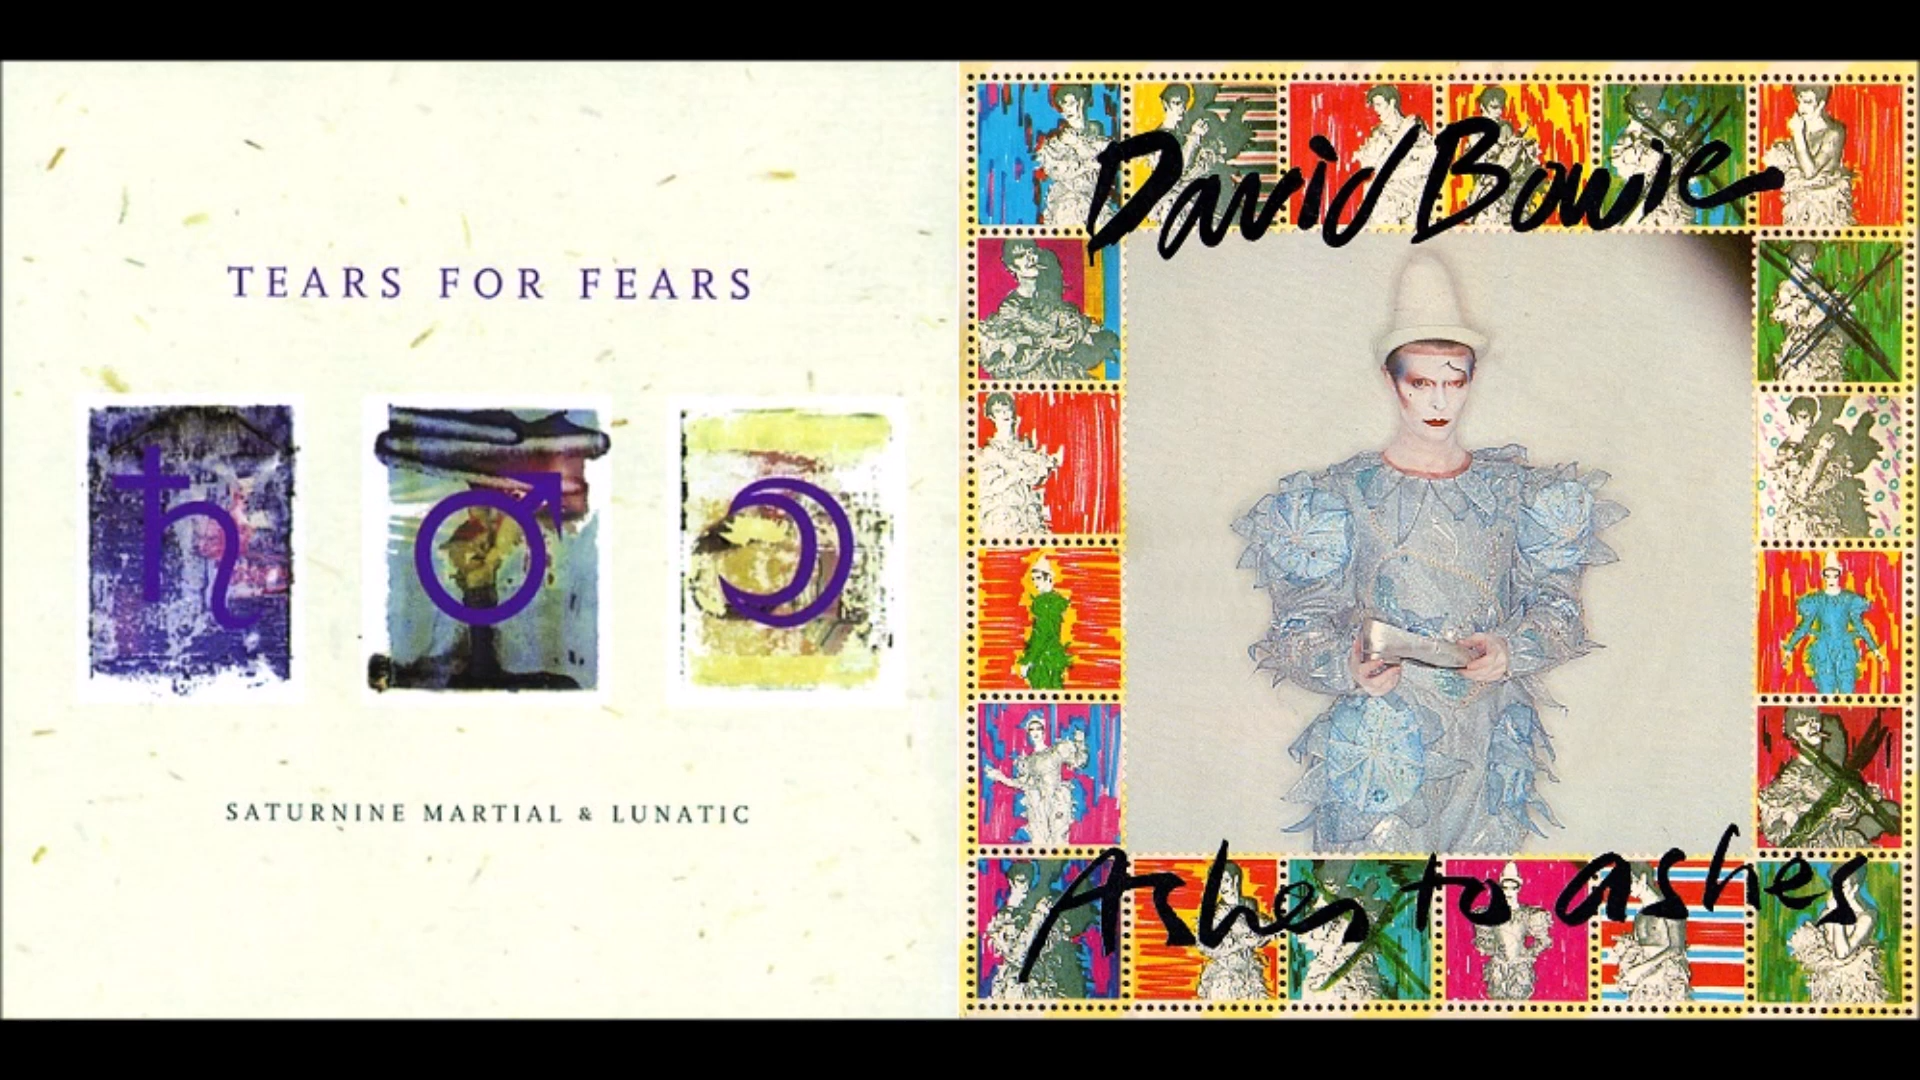 TEARS FOR FEARS
SATURNINE MARTIAL & LUNATIC
David Bowie
Ashes to ashes